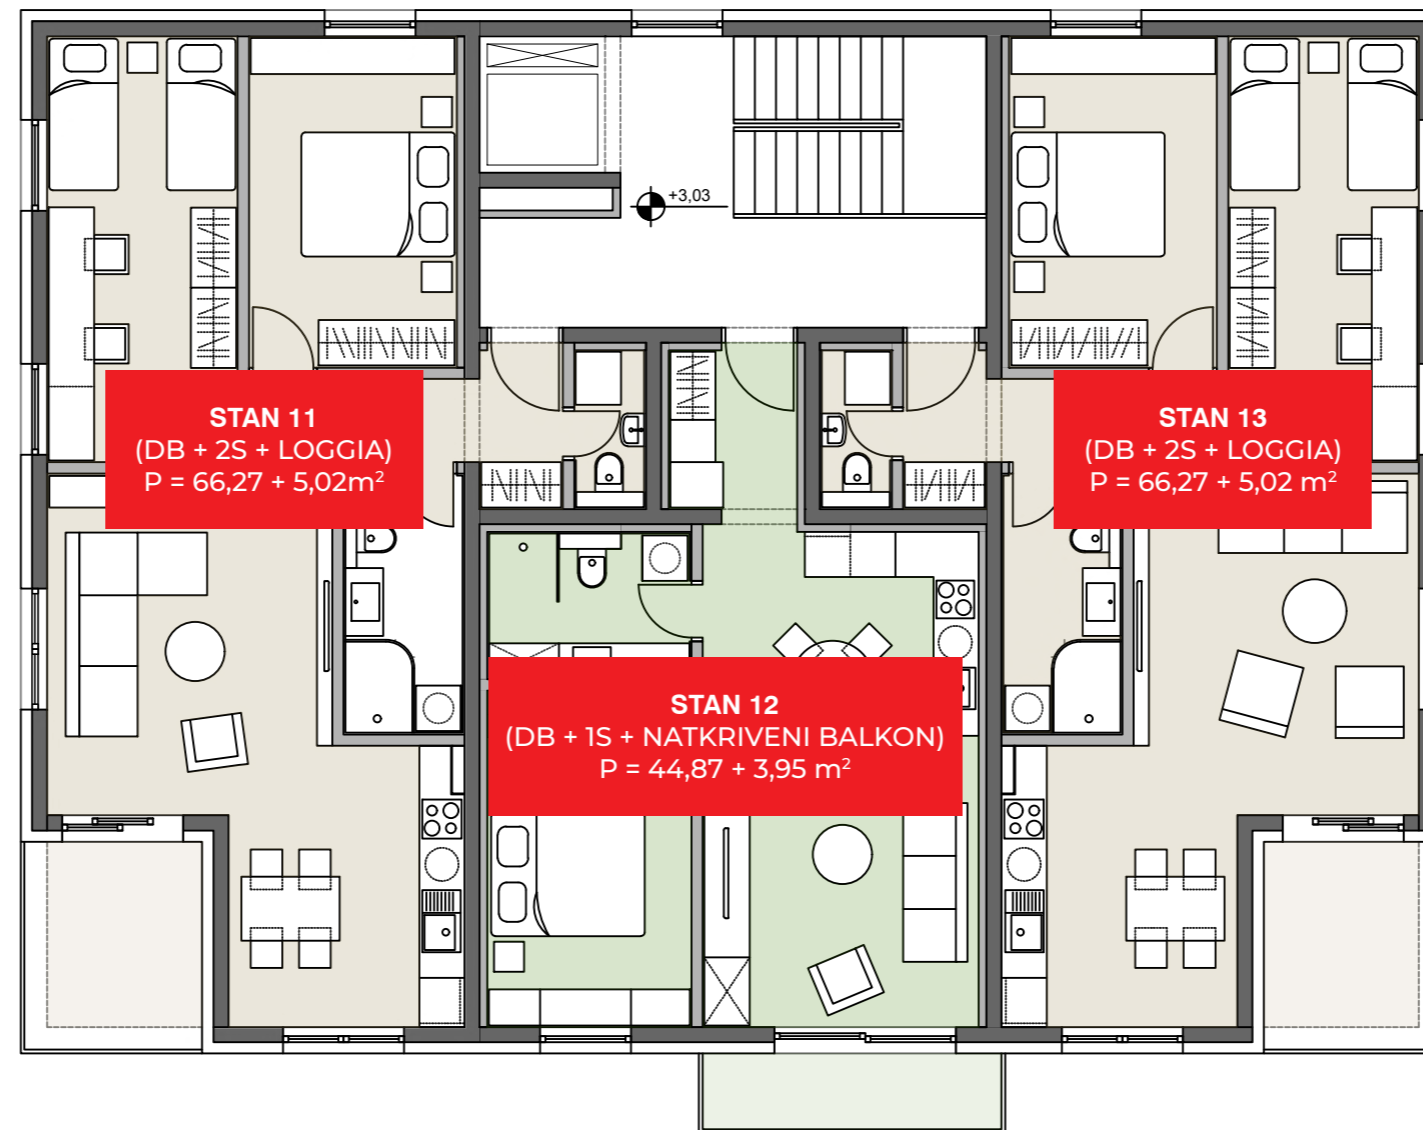 +3,03
STAN 11
(DB + 2S + LOGGIA)
P = 66,27 + 5,02m²
STAN 13
(DB + 2S + LOGGIA)
P = 66,27 + 5,02 m²
STAN 12
(DB + 1S + NATKRIVENI BALKON)
P = 44,87 + 3,95 m²